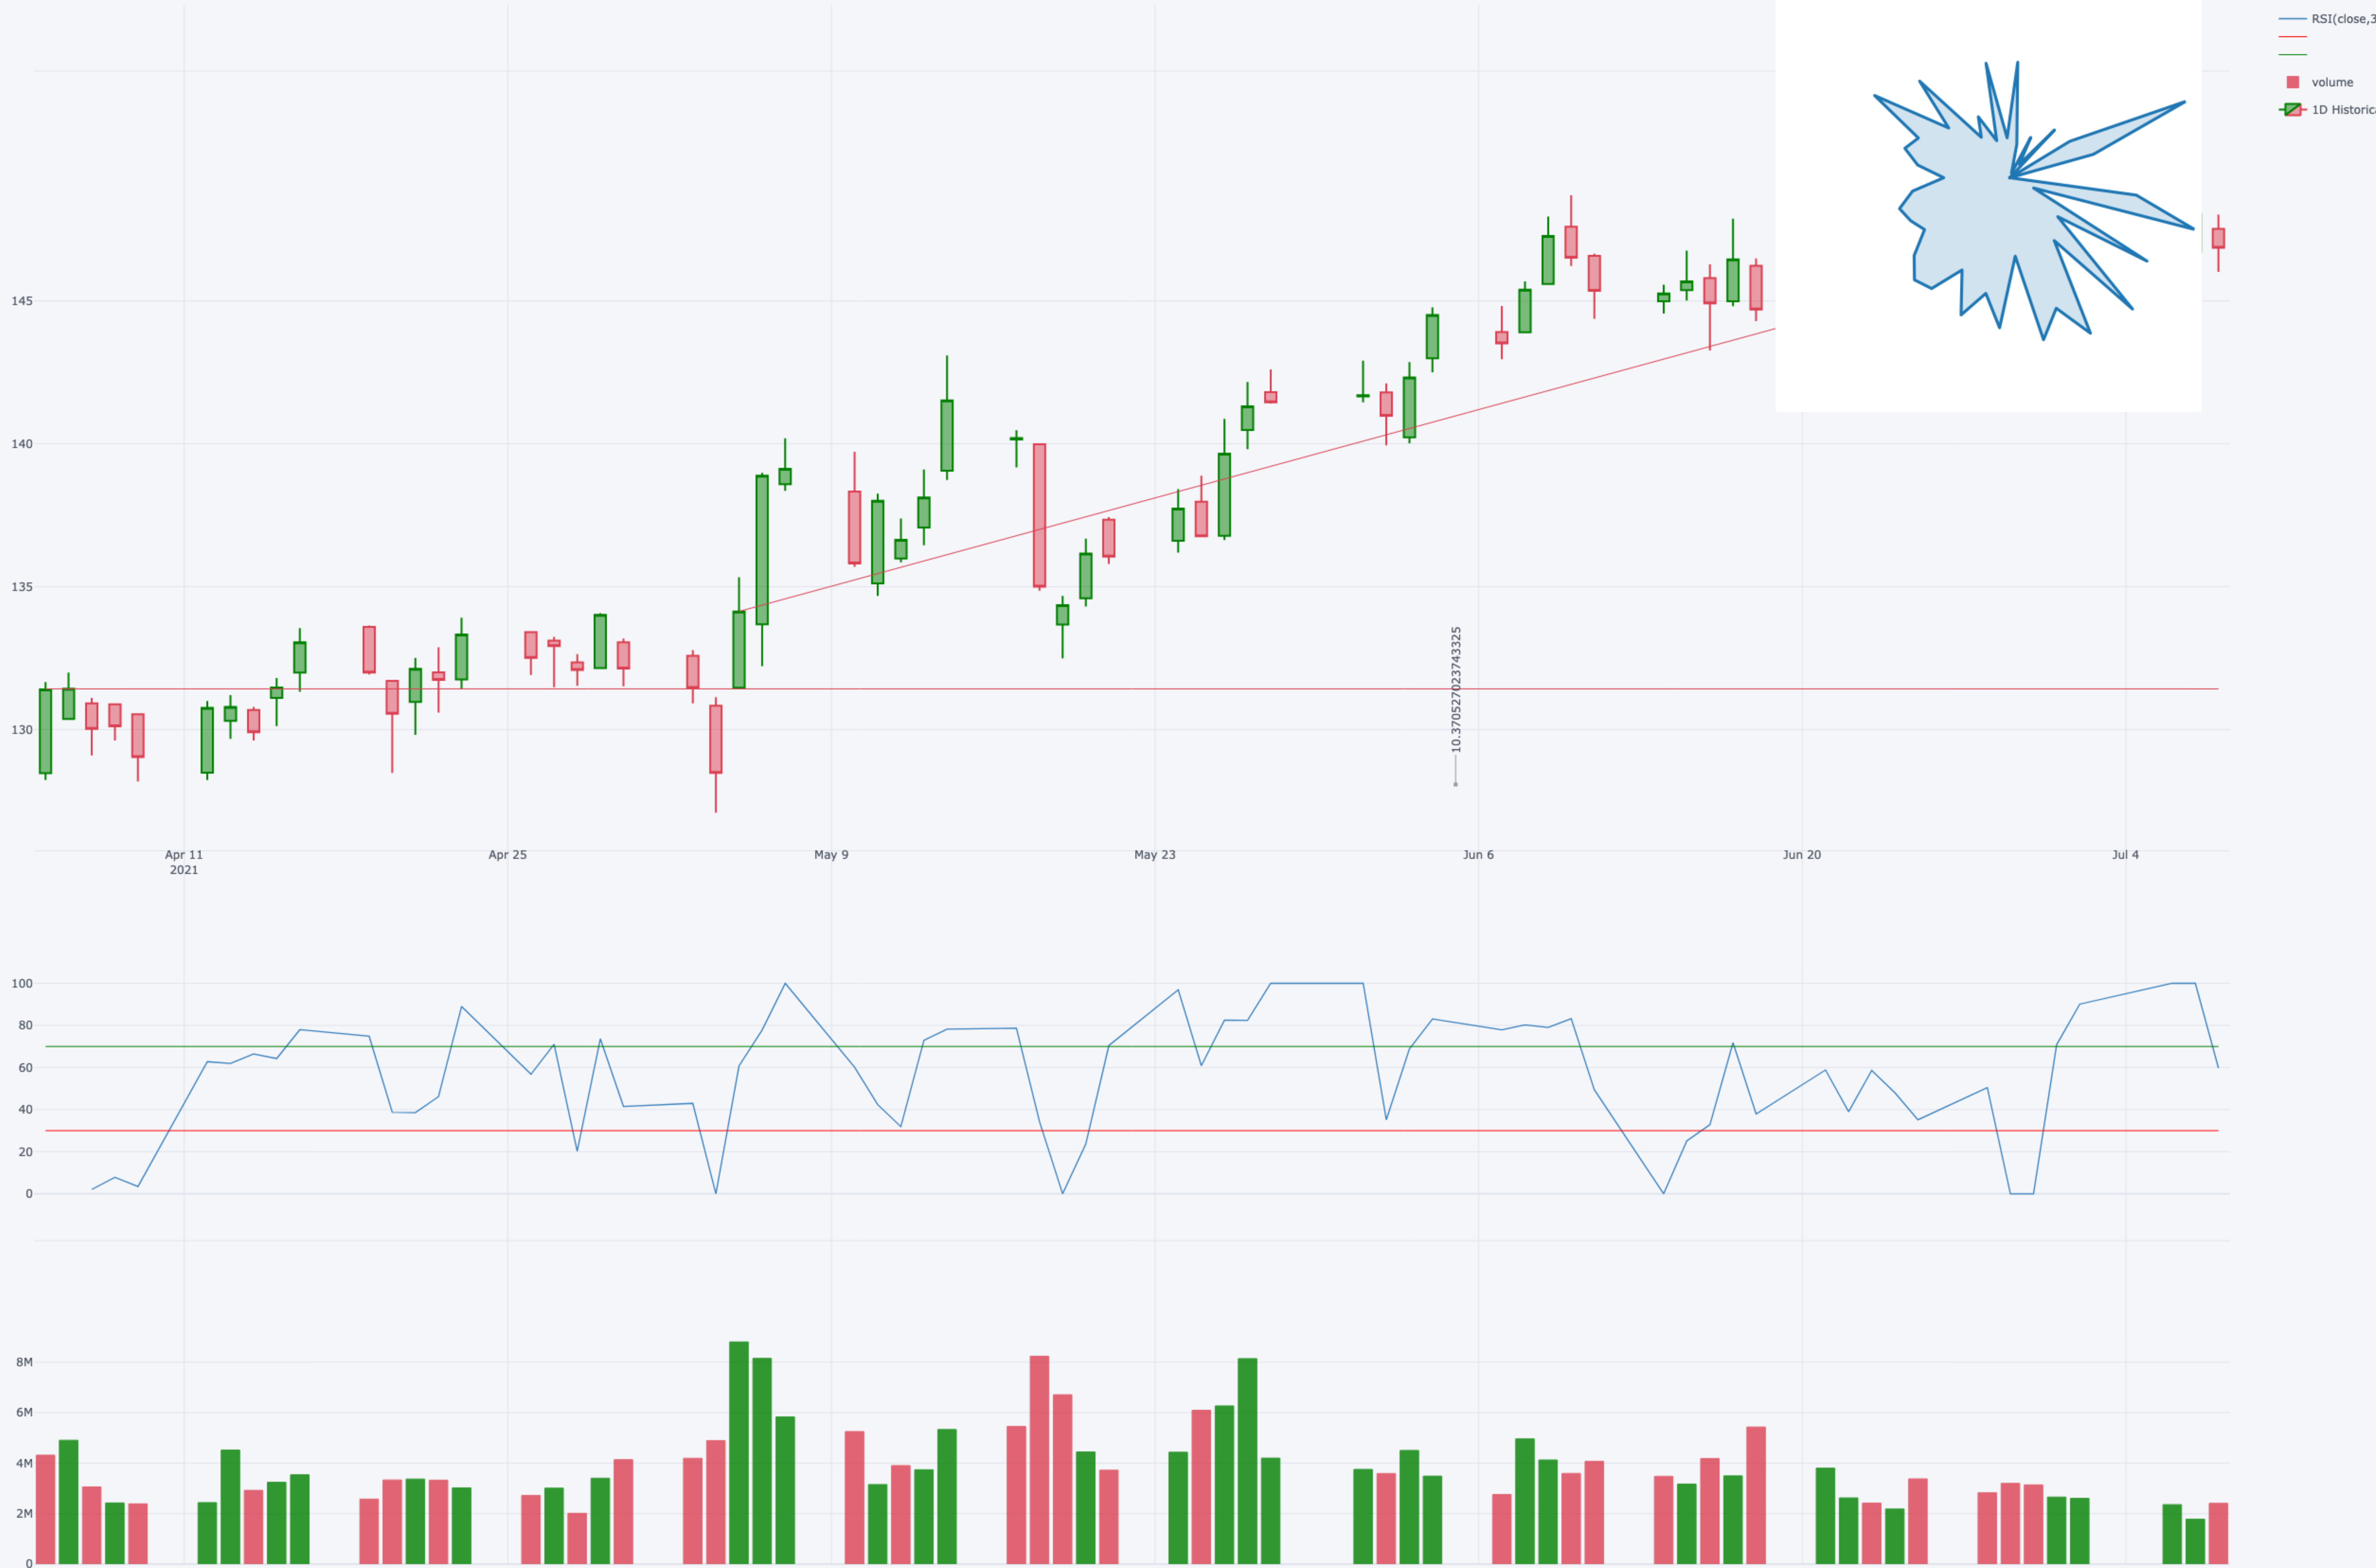 RSI(close,3
volume
1D Historica
145
140
135
130
10.370527023743325
Apr 11
2021
Apr 25
May 9
May 23
Jun 6
Jun 20
Jul 4
100
80
60
40
20
0
8M
6M
4M
2M
0